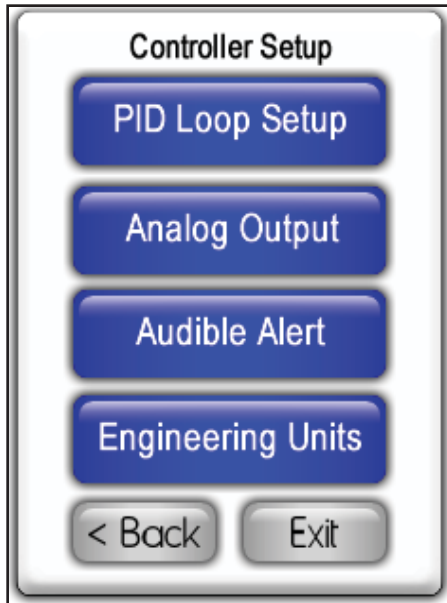 Controller Setup
PID Loop Setup
Analog Output
Audible Alert
Engineering Units
< Back Exit